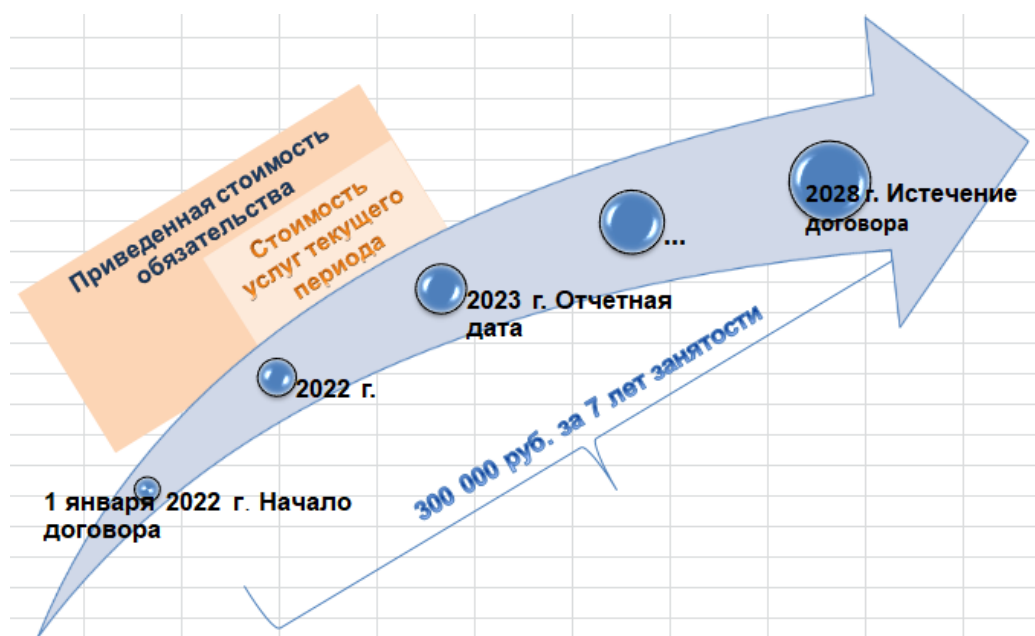 Приведенная стоимость
обязательства
Стоимость
услуг текущего
периода
2028 г. Истечение
договора
...
2023 г. Отчетная
дата
2022 г.
300 000 руб. за 7 лет занятости
1 января 2022 г. Начало
договора